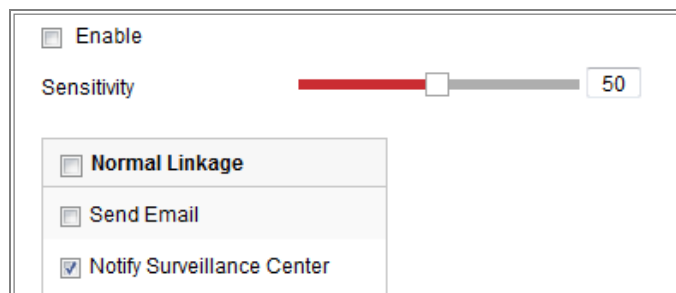 Enable
Sensitivity 50
Normal Linkage
Send Email
Notify Surveillance Center